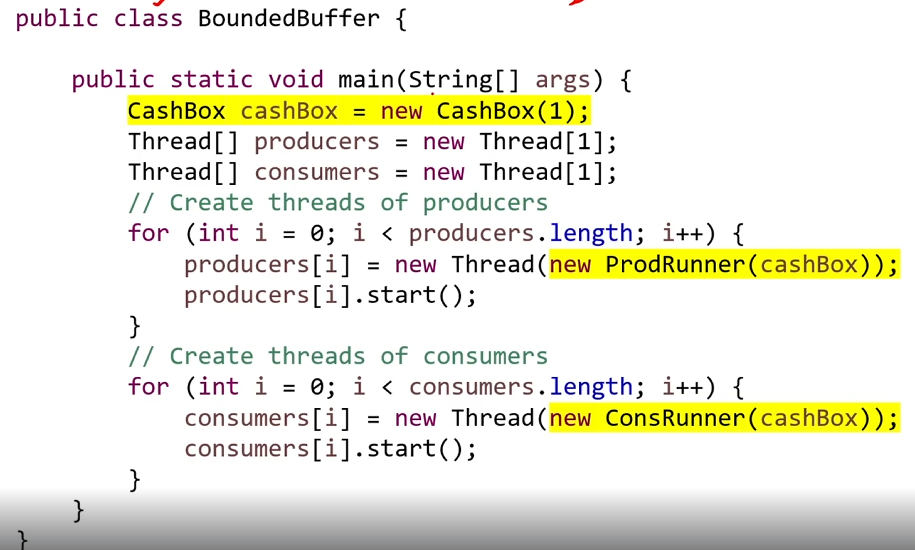 public class BoundedBuffer {
public static void main(String[] args) {
CashBox cashBox = new CashBox(1);
Thread[] producers = new Thread[1];
Thread[] consumers = new Thread[1];
// Create threads of producers
for (int i = 0; i < producers.length; i++) {
producers[i] = new Thread(new ProdRunner(cashBox));
producers[i].start();
}
// Create threads of consumers
for (int i = 0; i < consumers.length; i++) {
consumers[i] = new Thread(new ConsRunner(cashBox));
consumers[i].start();
}
}
}